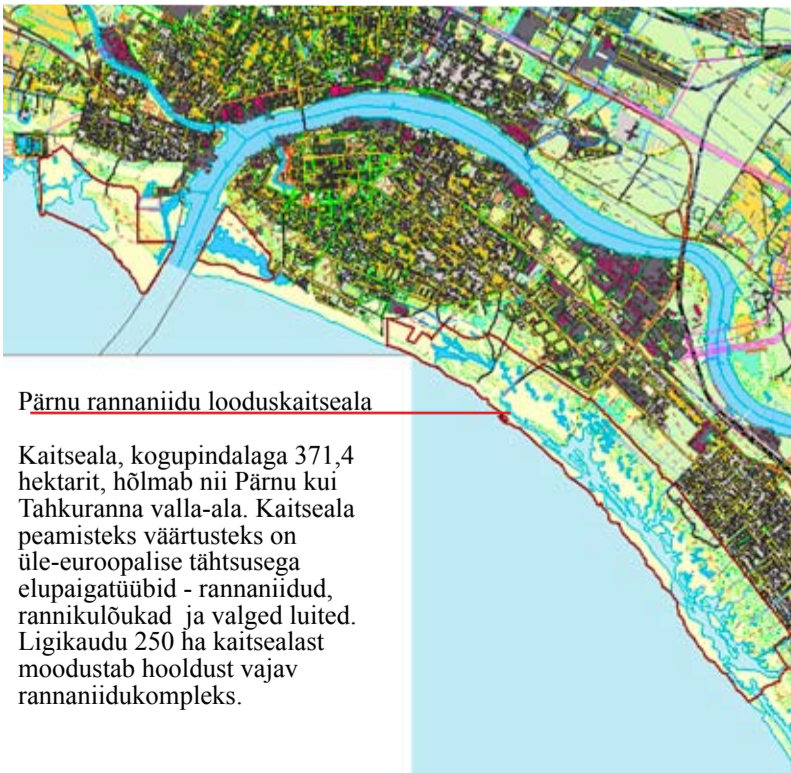 Pärnu rannaniidu looduskaitseala
Kaitseala, kogupindalaga 371,4
hektarit, hõlmab nii Pärnu kui
Tahkuranna valla-ala. Kaitseala
peamisteks väärtusteks on
üle-euroopalise tähtsusega
elupaigatüübid - rannaniidud,
rannikulõukad ja valged luited.
Ligikaudu 250 ha kaitsealast
moodustab hooldust vajav
rannaniidukompleks.